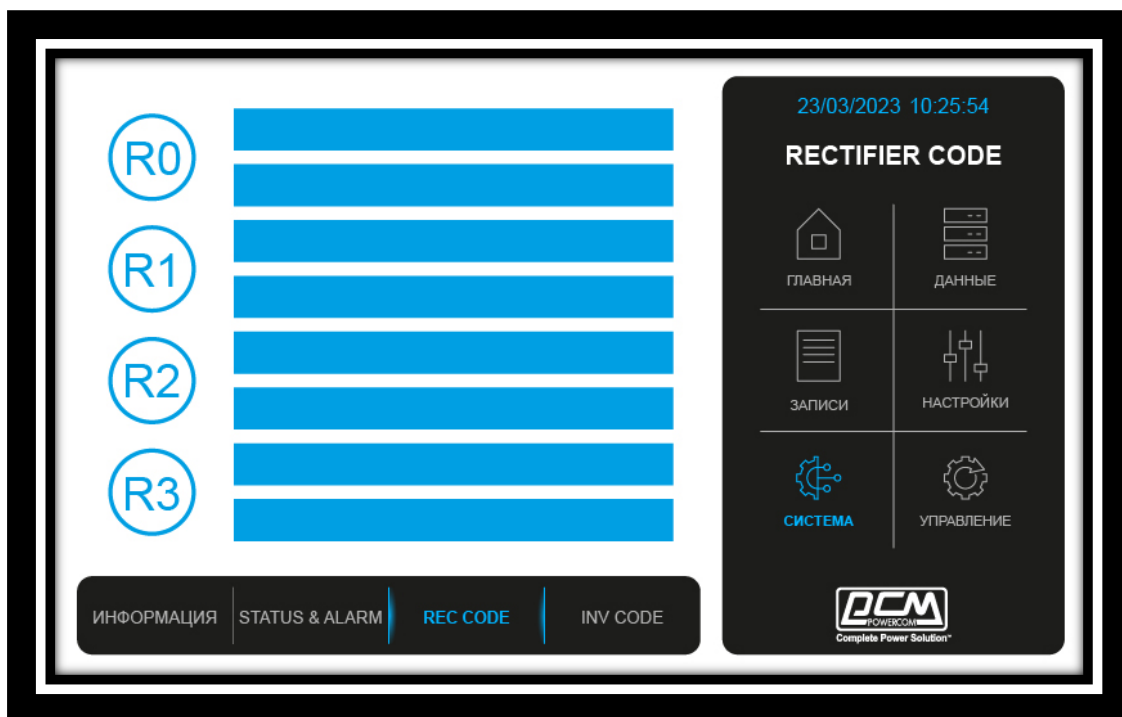 R0
R1
R2
R3
ИНФОРМАЦИЯ
STATUS & ALARM
REC CODE
INV CODE
23/03/2023 10:25:54
RECTIFIER CODE
ГЛАВНАЯ
ДАННЫЕ
ЗАПИСИ
НАСТРОЙКИ
СИСТЕМА
УПРАВЛЕНИЕ
PCM
POWERCOM
Complete Power Solution™